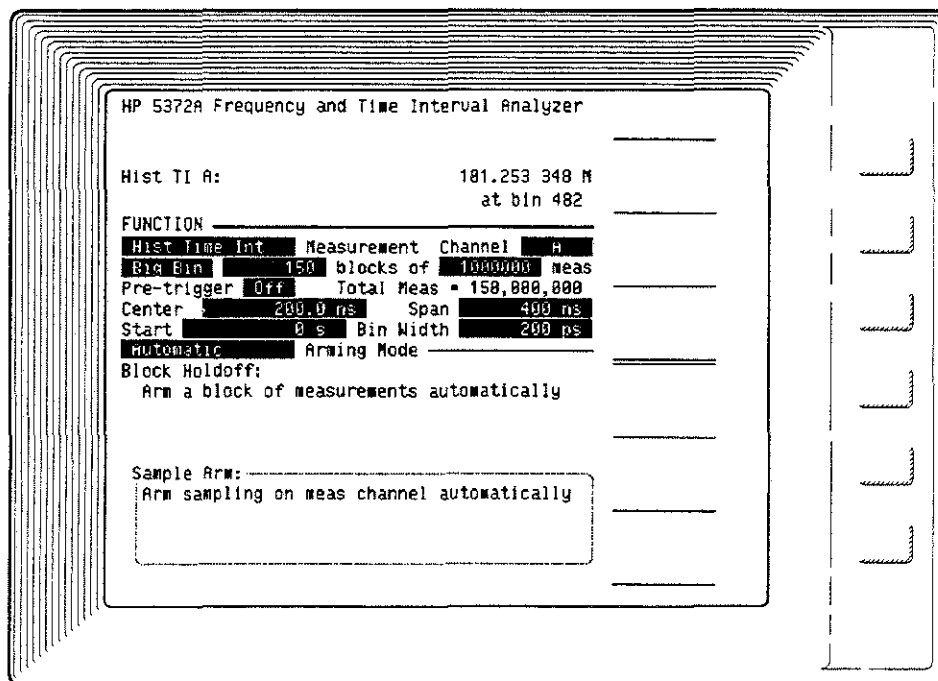 HP 5372A Frequency and Time Interval Analyzer
Hist TI A: 181.253 348 M
at bin 482
FUNCTION
Hist Time Int Measurement Channel A
Big Bin 150 blocks of 1000000 meas
Pre-trigger Off Total Meas = 150,000,000
Center 200.0 ns Span 400 ns
Start 0 s Bin Width 200 ps
Automatic Arming Mode
Block Holdoff:
Arm a block of measurements automatically
Sample Arm:
Arm sampling on meas channel automatically